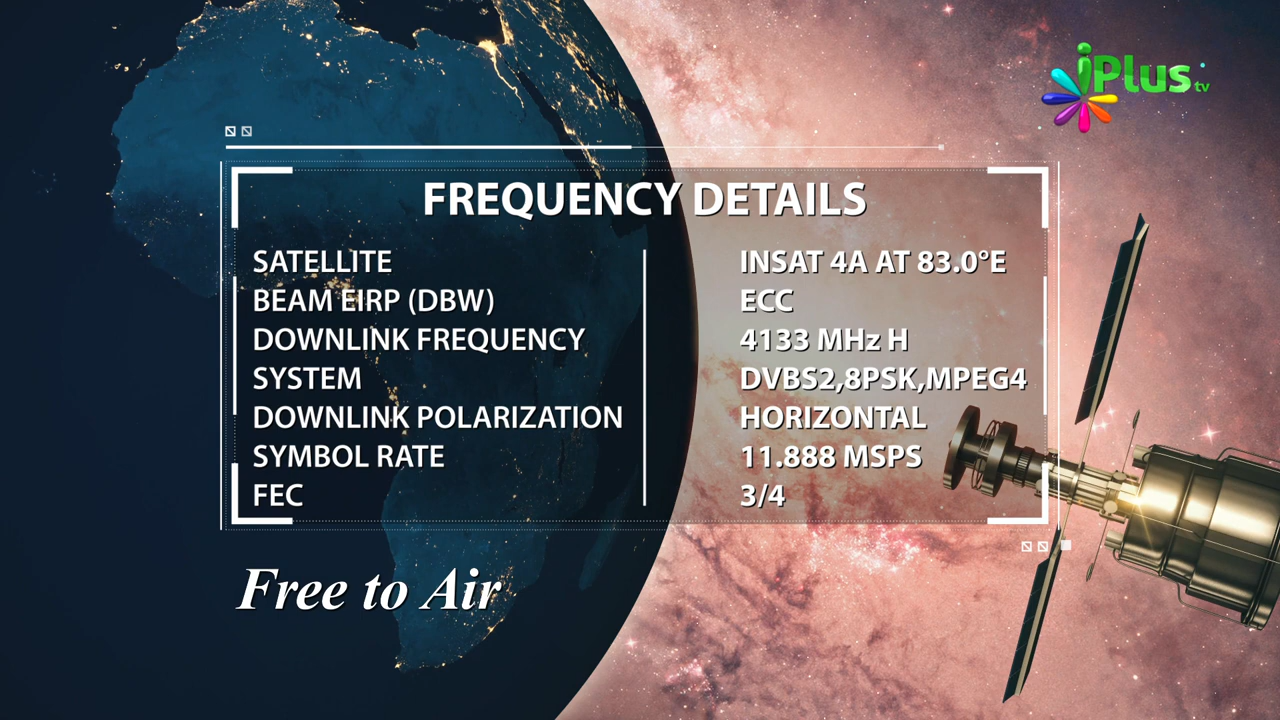 iPlus tv
FREQUENCY DETAILS
SATELLITE INSAT 4A AT 83.0°E
BEAM EIRP (DBW) ECC
DOWNLINK FREQUENCY 4133 MHz H
SYSTEM DVBS2,8PSK,MPEG4
DOWNLINK POLARIZATION HORIZONTAL
SYMBOL RATE 11.888 MSPS
FEC 3/4
Free to Air